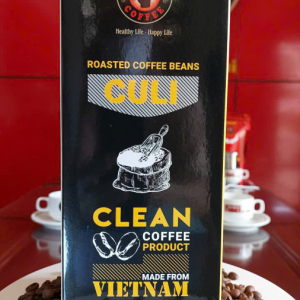 COFFEE
Healthy Life - Happy Life
ROASTED COFFEE BEANS
CULI
CLEAN
COFFEE
PRODUCT
MADE FROM
VIETNAM